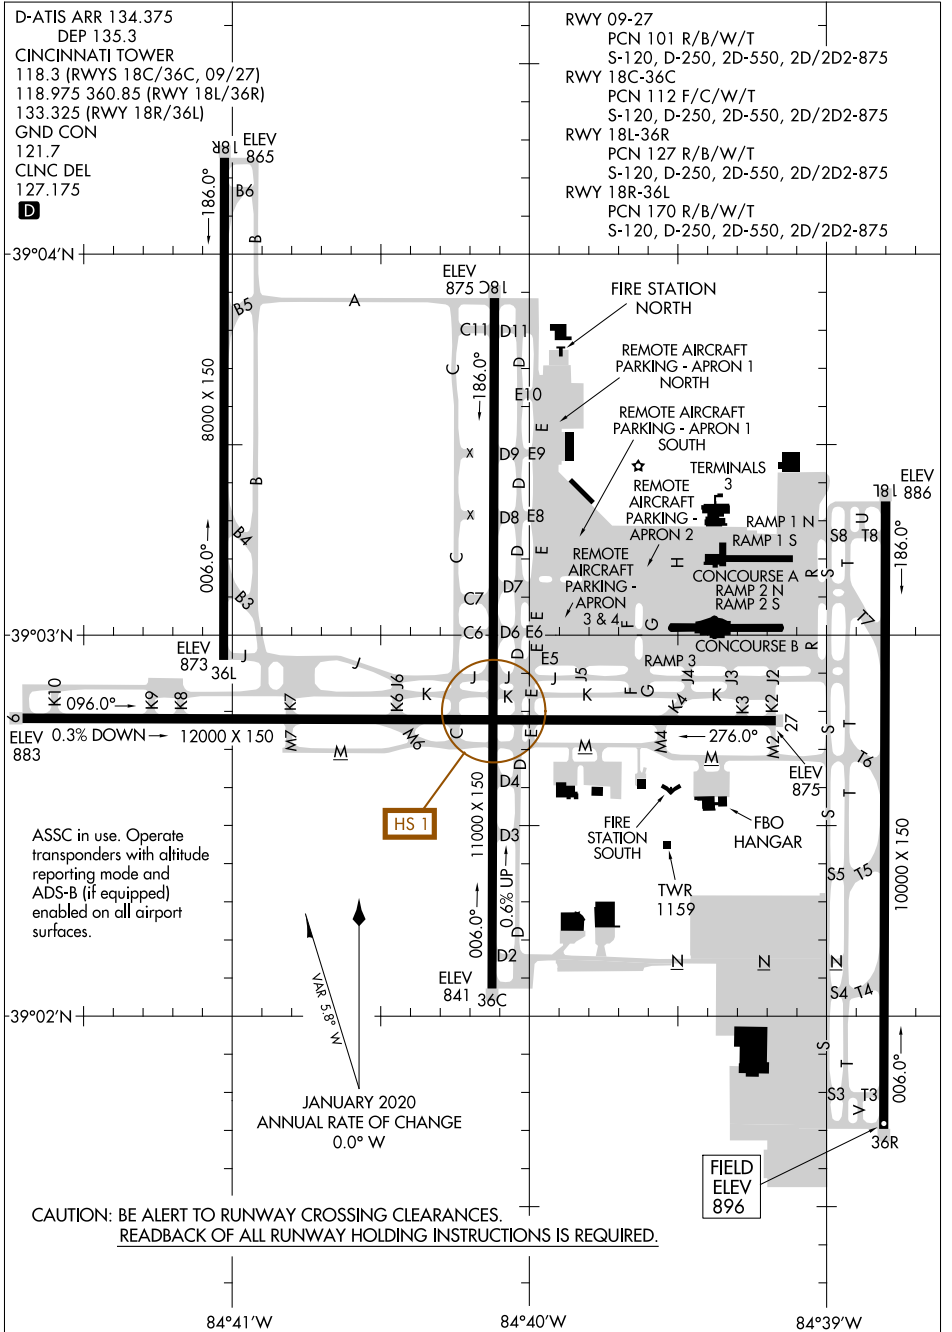 D-ATIS ARR 134.375
DEP 135.3
CINCINNATI TOWER
118.3 (RWYS 18C/36C, 09/27)
118.975 360.85 (RWY 18L/36R)
133.325 (RWY 18R/36L)
GND CON
121.7
CLNC DEL
127.175
D
RWY 09-27
PCN 101 R/B/W/T
S-120, D-250, 2D-550, 2D/2D2-875
RWY 18C-36C
PCN 112 F/C/W/T
S-120, D-250, 2D-550, 2D/2D2-875
RWY 18L-36R
PCN 127 R/B/W/T
S-120, D-250, 2D-550, 2D/2D2-875
RWY 18R-36L
PCN 170 R/B/W/T
S-120, D-250, 2D-550, 2D/2D2-875
18R
ELEV
865
186.0°
B6
B
39°04'N
ELEV
875
18C
B5
A
C11
D11
FIRE STATION
NORTH
C
186.0°
D
REMOTE AIRCRAFT
PARKING - APRON 1
NORTH
8000 X 150
E10
E
REMOTE AIRCRAFT
PARKING - APRON 1
SOUTH
X
D9
E9
TERMINALS
3
ELEV
886
18L
B
D
REMOTE
AIRCRAFT
PARKING -
APRON 2
X
D8
E8
RAMP 1 N
RAMP 1 S
U
S8
T8
B4
006.0°
C
D
E
REMOTE
AIRCRAFT
PARKING -
APRON
3 & 4
H
CONCOURSE A
RAMP 2 N
RAMP 2 S
R
S
T
186.0°
B3
C7
D7
E
F
G
T7
39°03'N
C6
D6
E6
E
CONCOURSE B
R
ELEV
873
36L
J
J
D
E5
RAMP 3
J6
J
J
J
J5
J4
J3
J2
K10
K9
K8
K7
K6
K
K
E
K
F
G
K4
K
K3
K2
9
096.0°
27
ELEV
883
0.3% DOWN
12000 X 150
M7
M
M6
C
E
M
M4
M
276.0°
M2
S
T
T6
D
D4
ELEV
875
T
S
HS 1
11000 X 150
FIRE
STATION
SOUTH
FBO
HANGAR
ASSC in use. Operate
transponders with altitude
reporting mode and
ADS-B (if equipped)
enabled on all airport
surfaces.
D3
0.6% UP
TWR
1159
S5
T5
10000 X 150
006.0°
D
D2
N
N
N
ELEV
841
36C
S4
T4
39°02'N
VAR 5.8° W
S
T
006.0°
JANUARY 2020
ANNUAL RATE OF CHANGE
0.0° W
S3
T3
V
36R
FIELD
ELEV
896
CAUTION: BE ALERT TO RUNWAY CROSSING CLEARANCES.
READBACK OF ALL RUNWAY HOLDING INSTRUCTIONS IS REQUIRED.
84°41'W
84°40'W
84°39'W